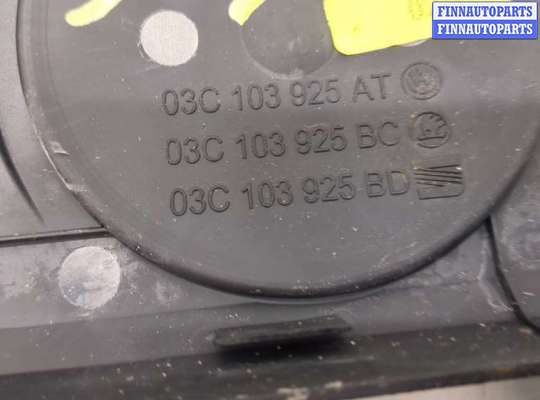 FINNAUTOPARTS
FINNAUTOPARTS
03C 103 925 AT
03C 103 925 BC
03C 103 925 BD